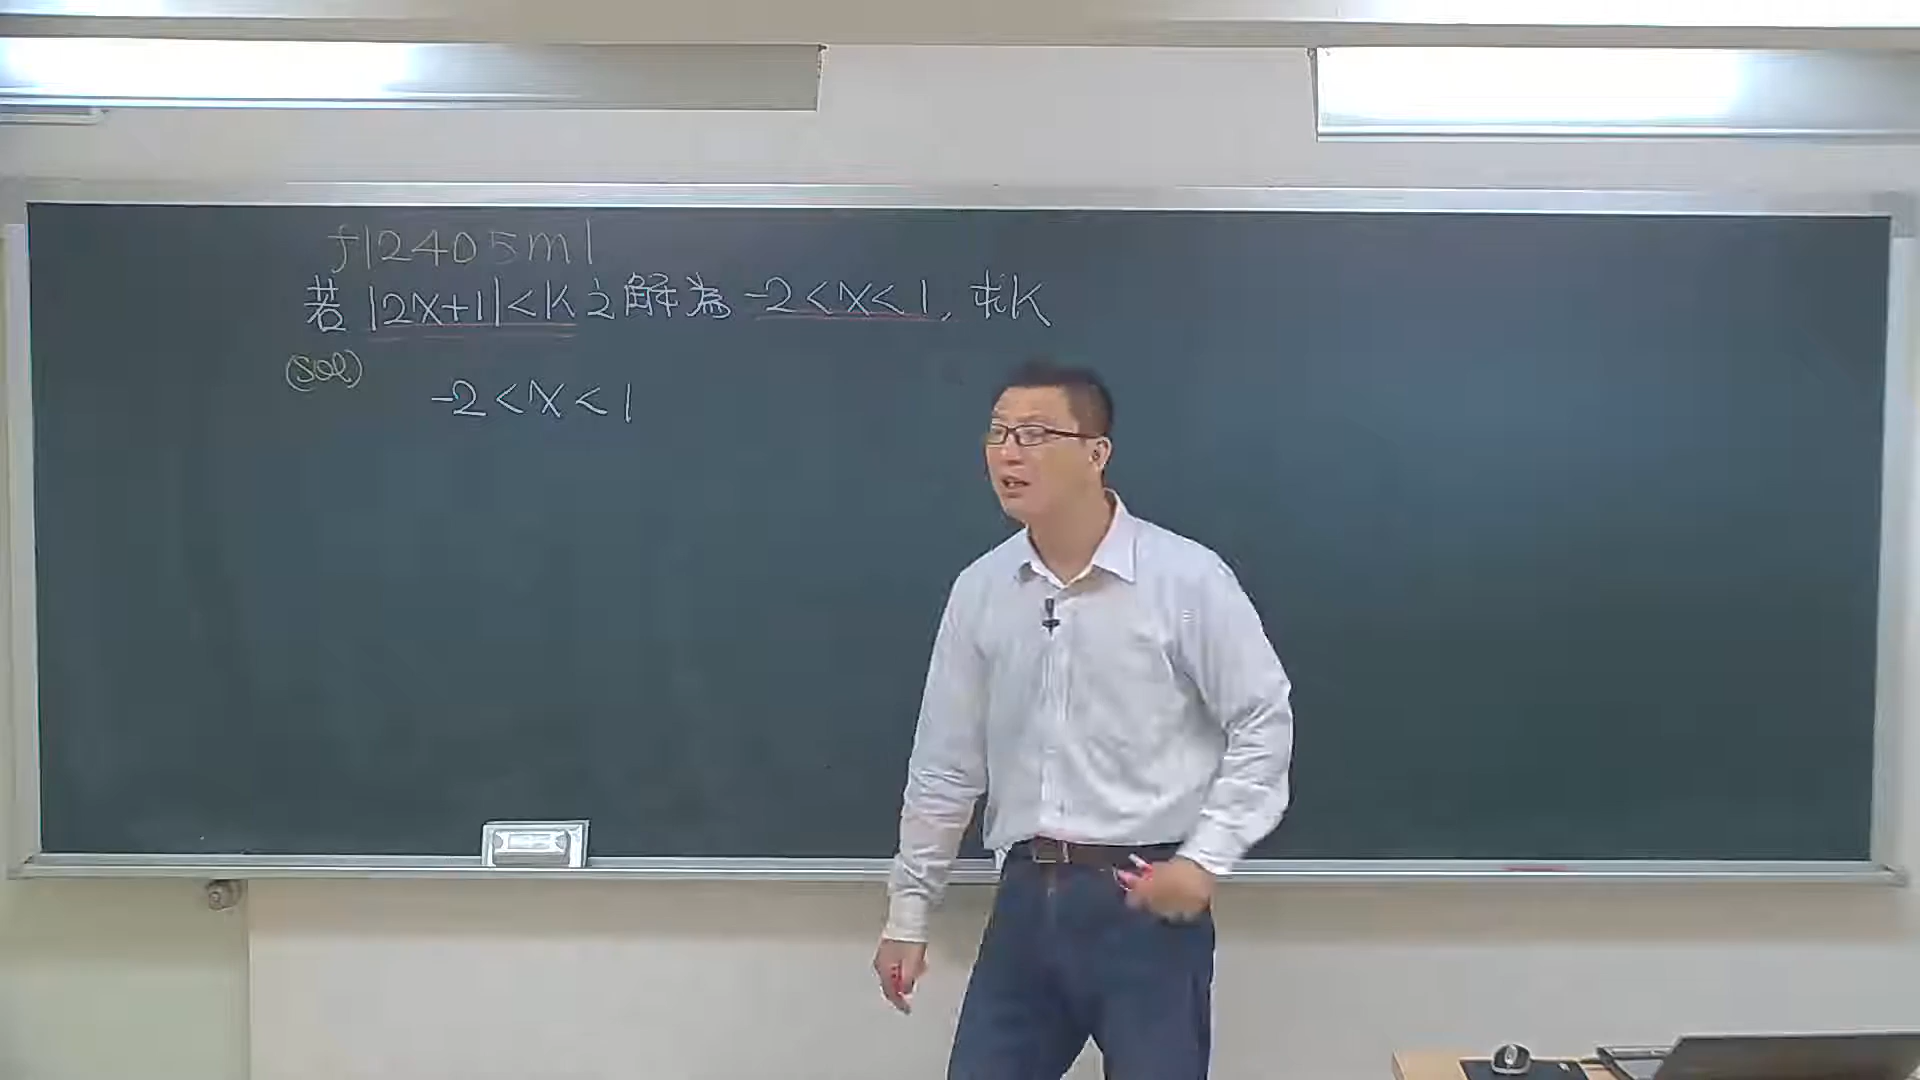 f12405m1
若 |2x+1|<k 之解為 -2<x<1, 求k
(sol)
-2<x<1